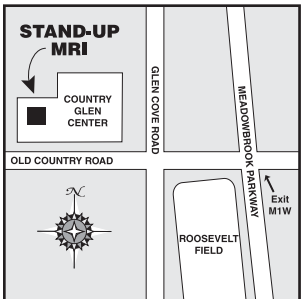 STAND-UP
MRI
COUNTRY
GLEN
CENTER
GLEN COVE ROAD
MEADOWBROOK PARKWAY
OLD COUNTRY ROAD
N
Exit
M1W
ROOSEVELT
FIELD